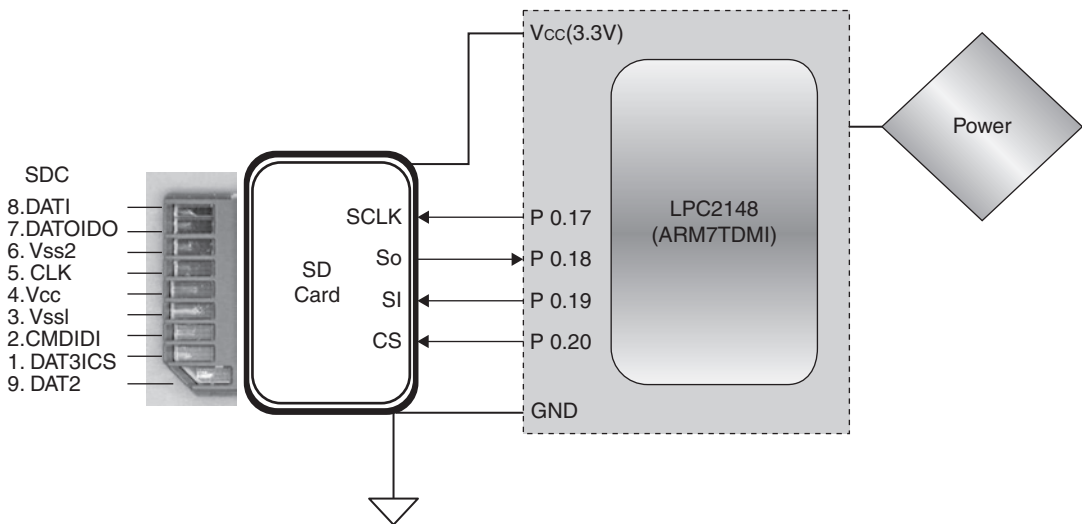 SDC
8.DATI
7.DATOIDO
6. Vss2
5. CLK
4.Vcc
3. Vssl
2.CMDIDI
1. DAT3ICS
9. DAT2
SD
Card
SCLK
So
SI
CS
Vcc(3.3V)
P 0.17
P 0.18
P 0.19
P 0.20
GND
LPC2148
(ARM7TDMI)
Power